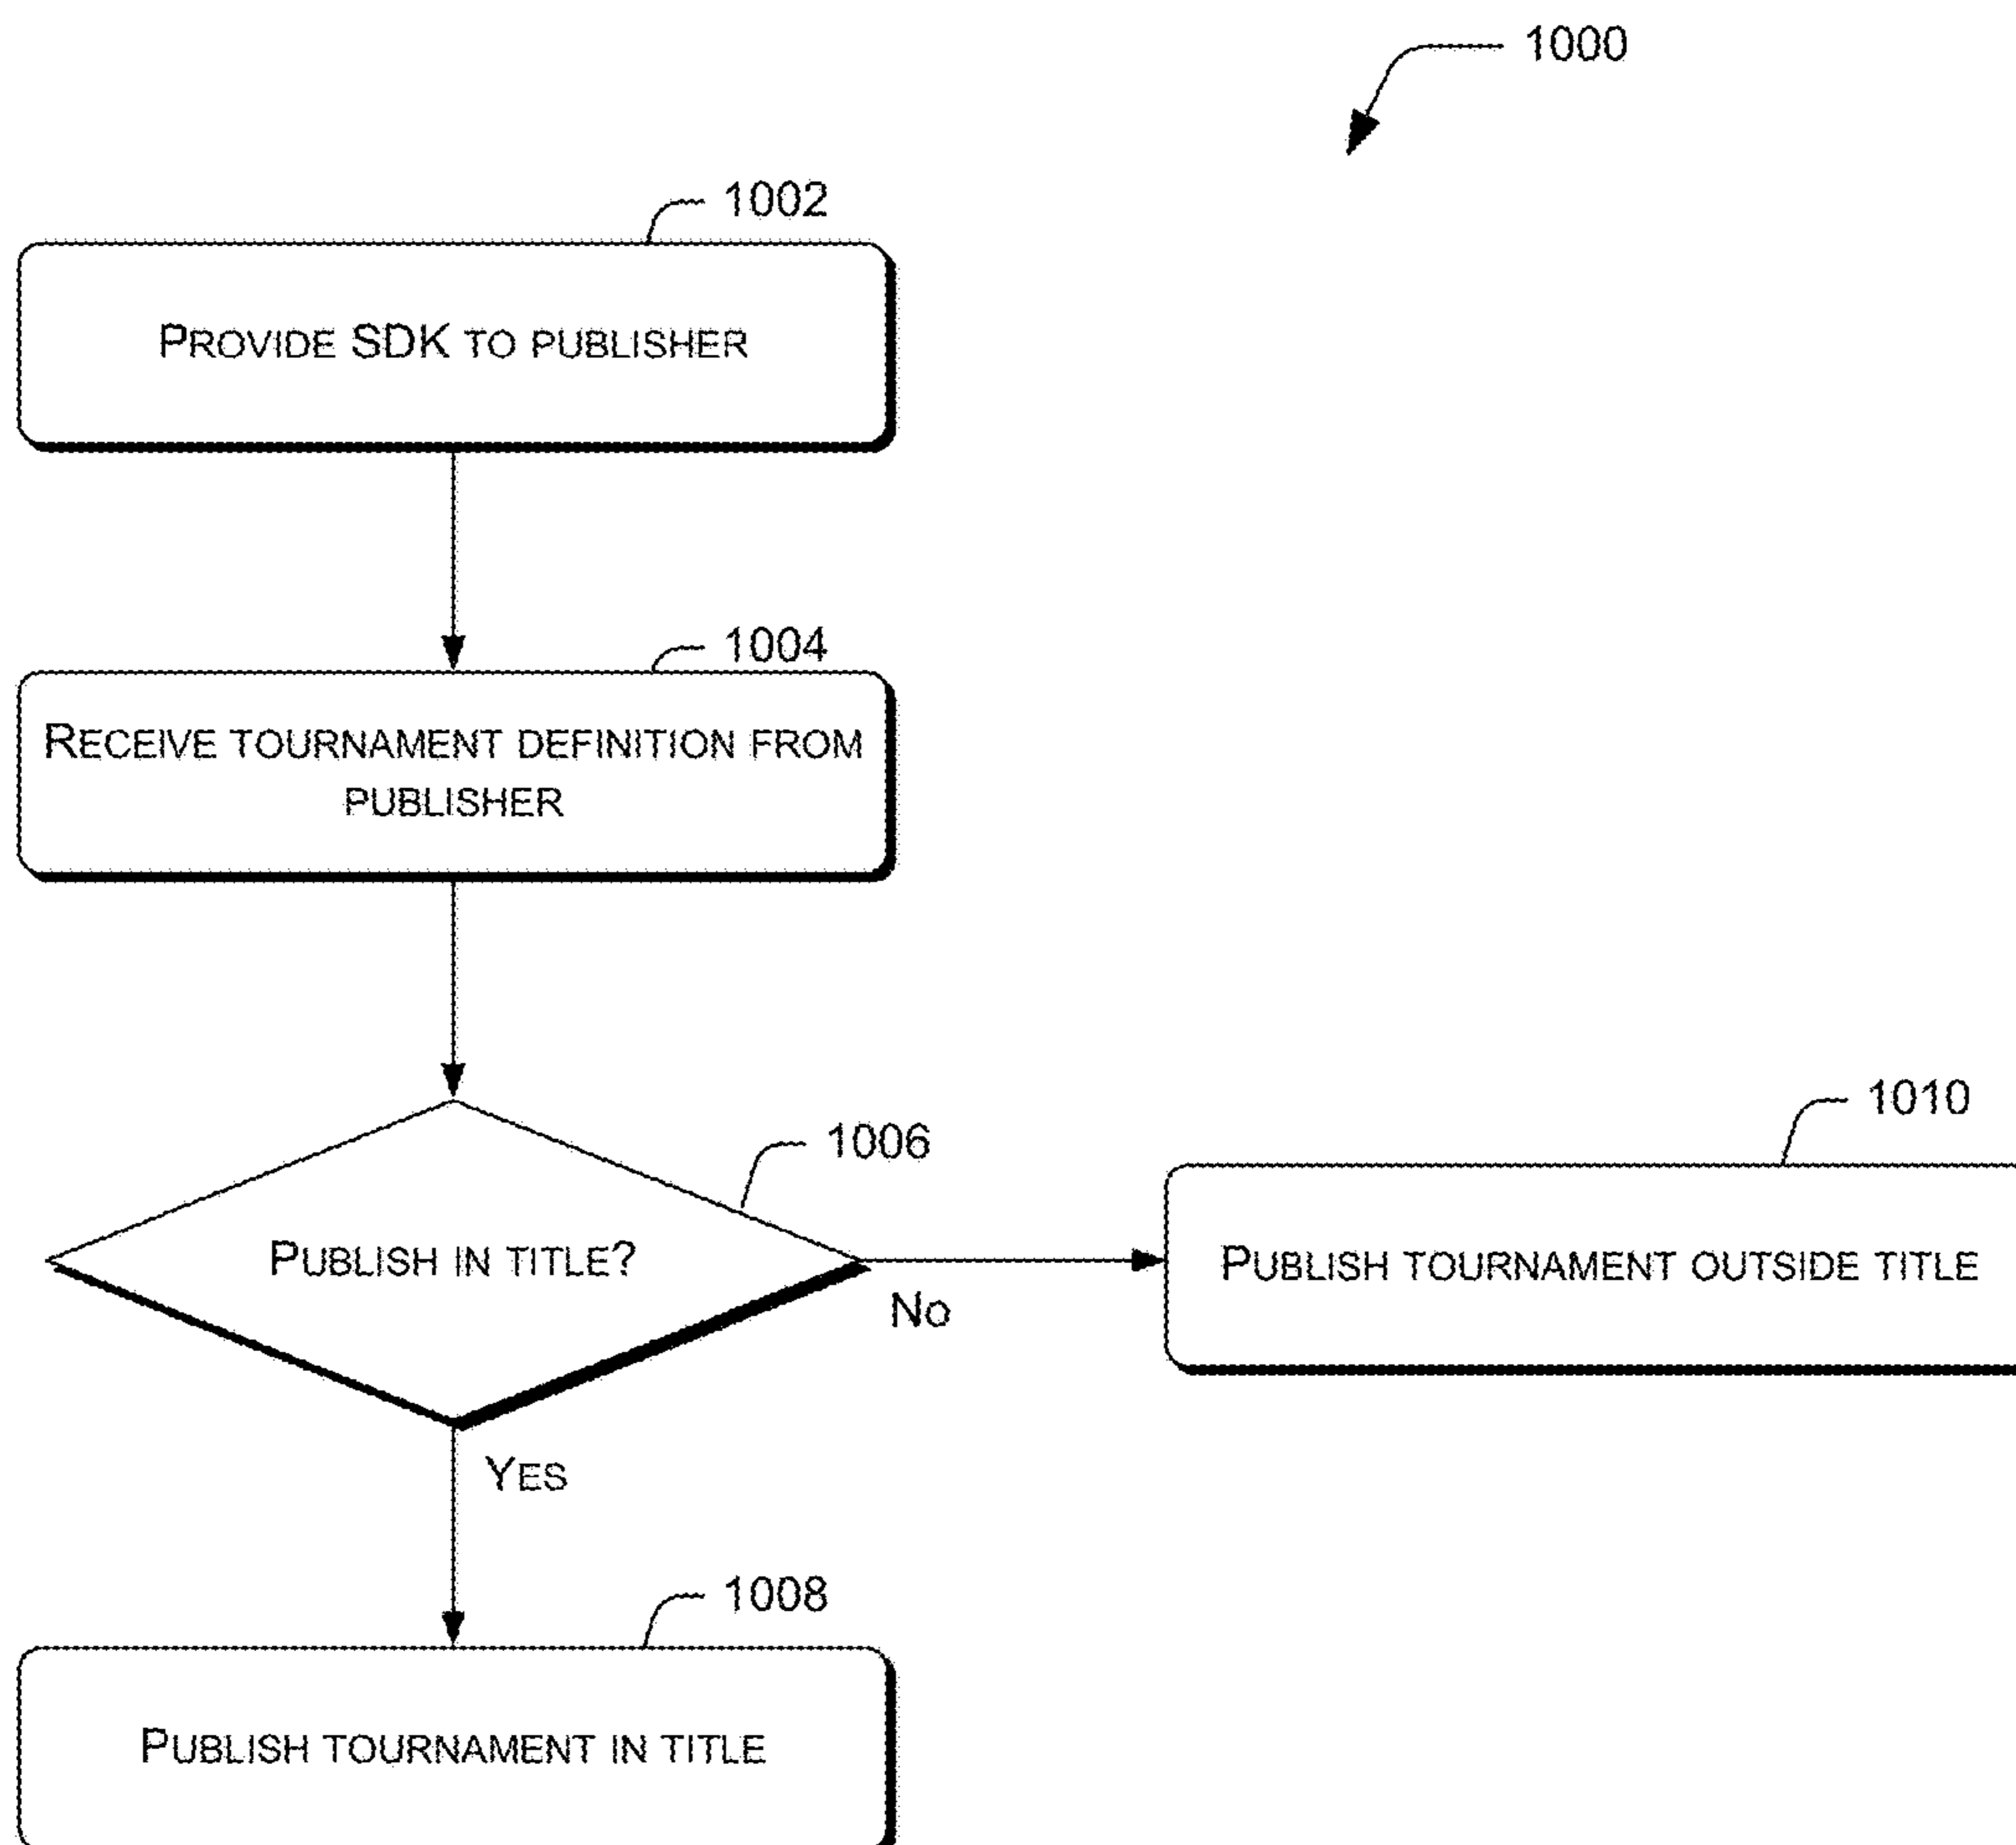 1000
1002
PROVIDE SDK TO PUBLISHER
1004
RECEIVE TOURNAMENT DEFINITION FROM
PUBLISHER
1006
PUBLISH IN TITLE?
NO
1010
PUBLISH TOURNAMENT OUTSIDE TITLE
YES
1008
PUBLISH TOURNAMENT IN TITLE